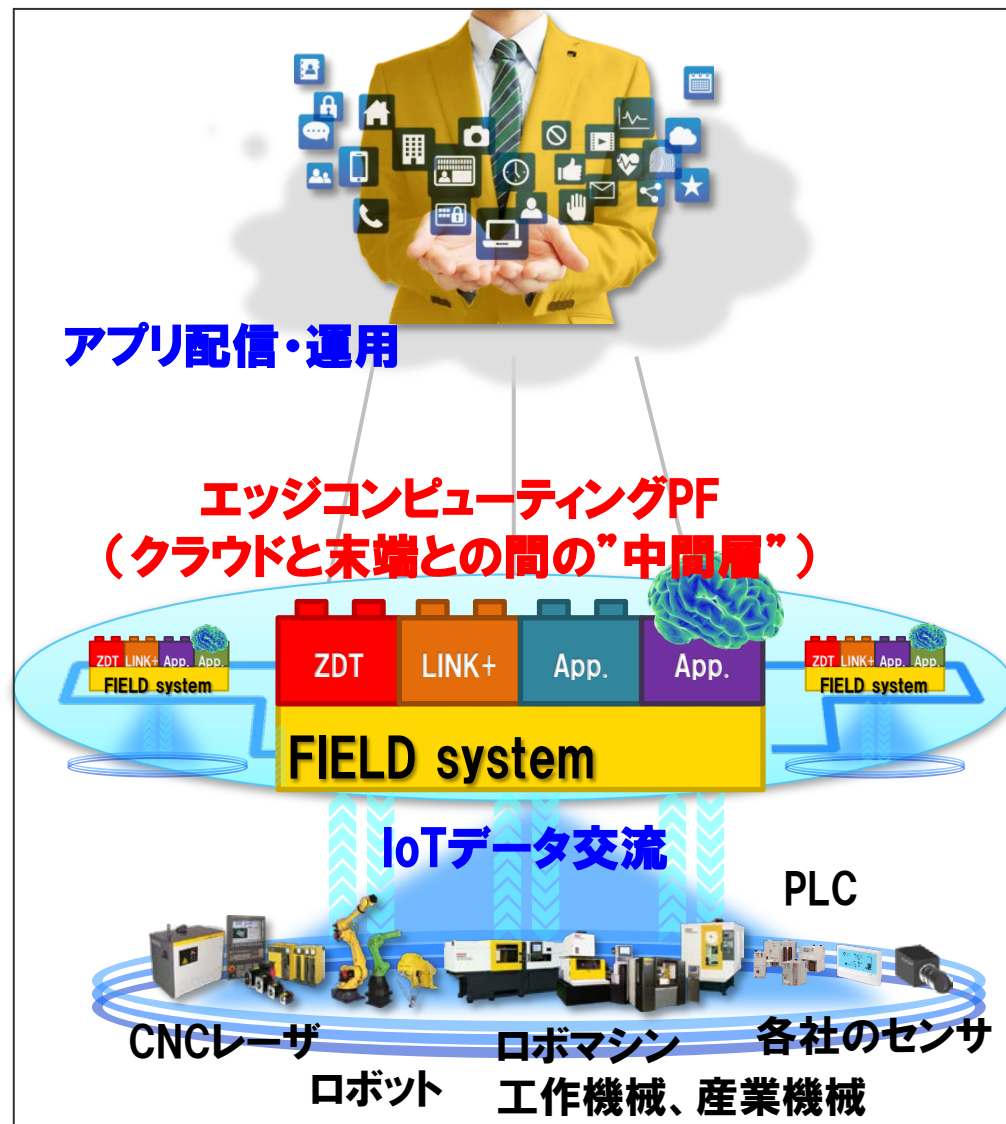 アプリ配信・運用
エッジコンピューティングPF
（クラウドと末端との間の”中間層”）
ZDT LINK+ App. App.
FIELD system
ZDT LINK+ App. App.
FIELD system
ZDT LINK+ App. App.
FIELD system
IoTデータ交流
PLC
CNCレーザ
ロボット
ロボマシン
工作機械、産業機械
各社のセンサ